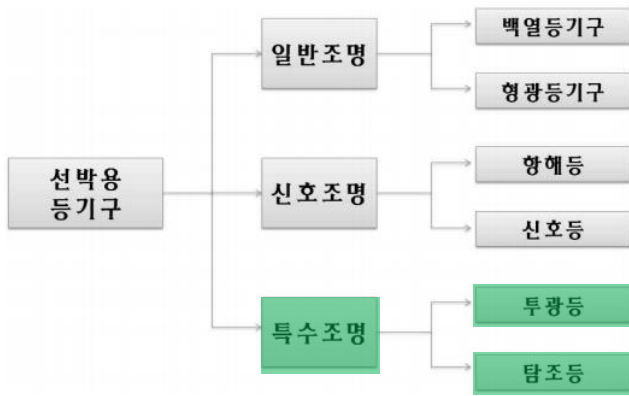 선박용
등기구
일반조명
백열등기구
형광등기구
신호조명
항해등
신호등
특수조명
투광등
탐조등